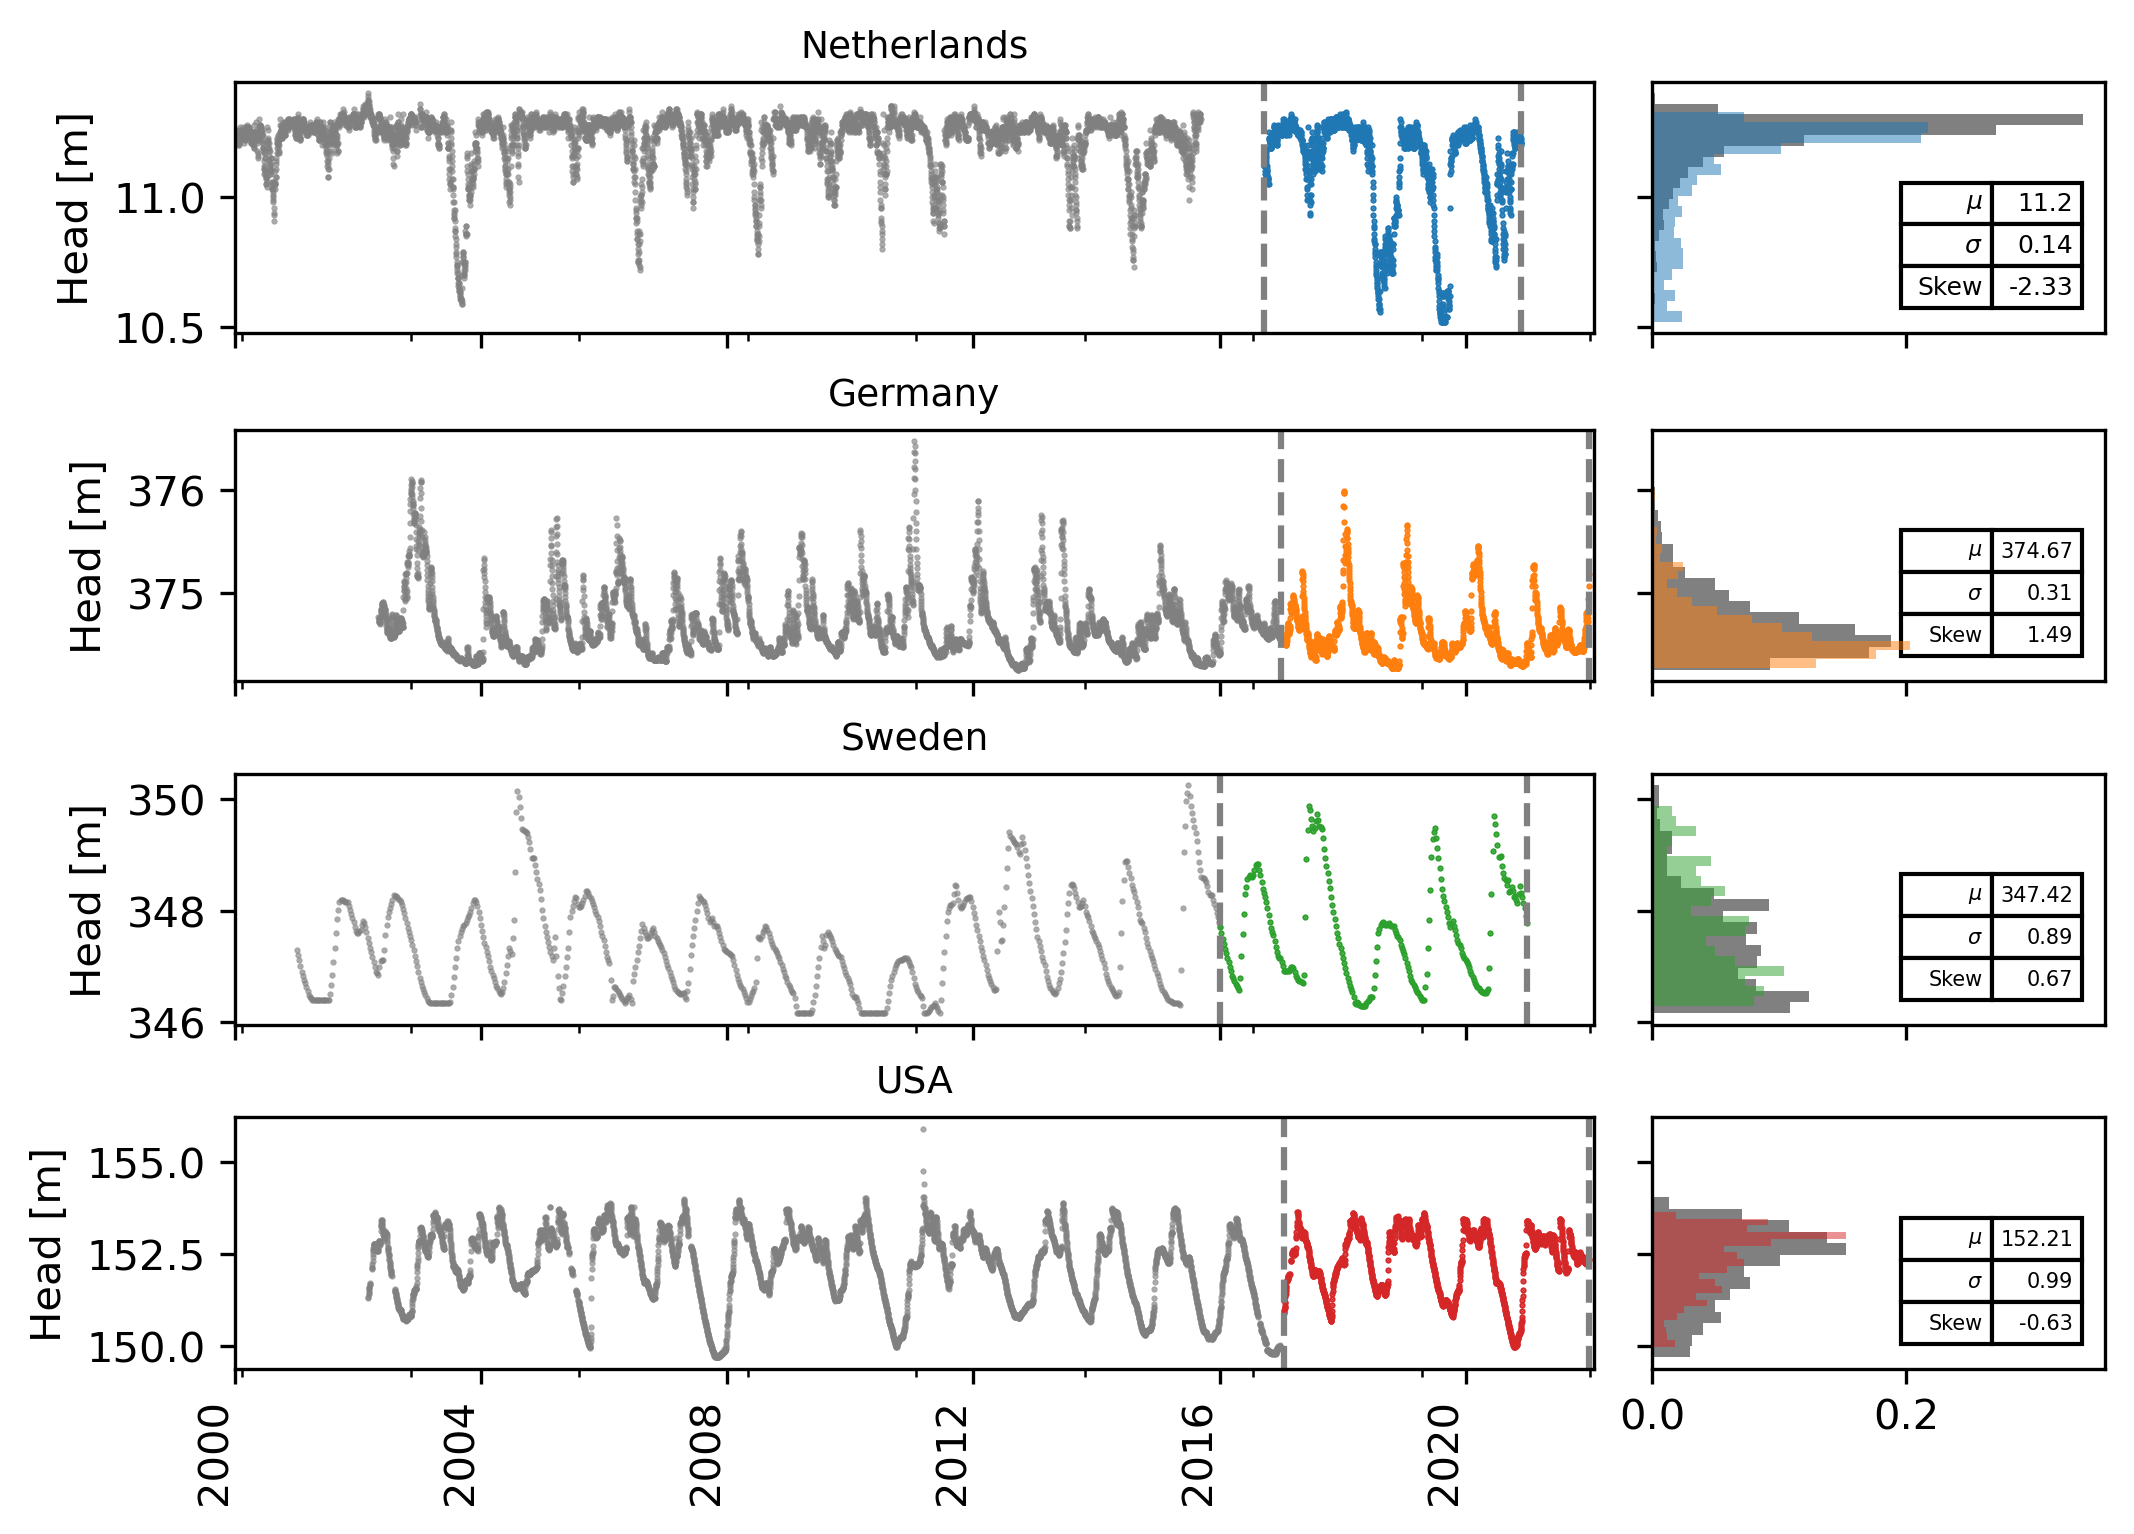 Netherlands
Head [m]
11.0
10.5
μ 11.2
σ 0.14
Skew -2.33
Germany
Head [m]
376
375
μ 374.67
σ 0.31
Skew 1.49
Sweden
Head [m]
350
348
346
μ 347.42
σ 0.89
Skew 0.67
USA
Head [m]
155.0
152.5
150.0
μ 152.21
σ 0.99
Skew -0.63
2000 2004 2008 2012 2016 2020
0.0 0.2